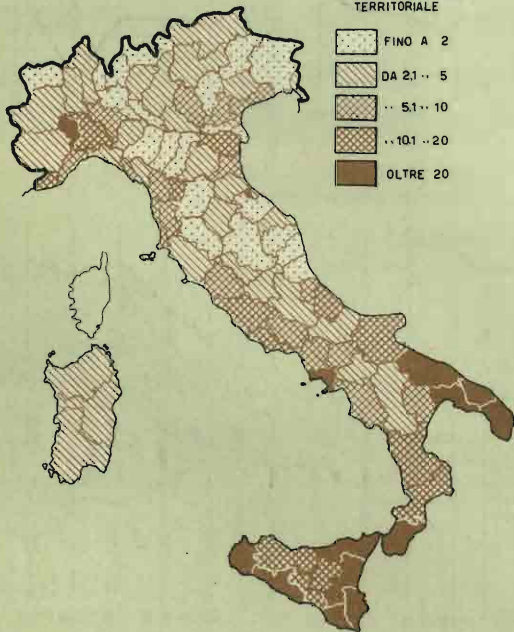 TERRITORIALE
FINO A 2
DA 2,1 ·· 5
·· 5,1 ·· 10
·· 10,1 ·· 20
OLTRE 20